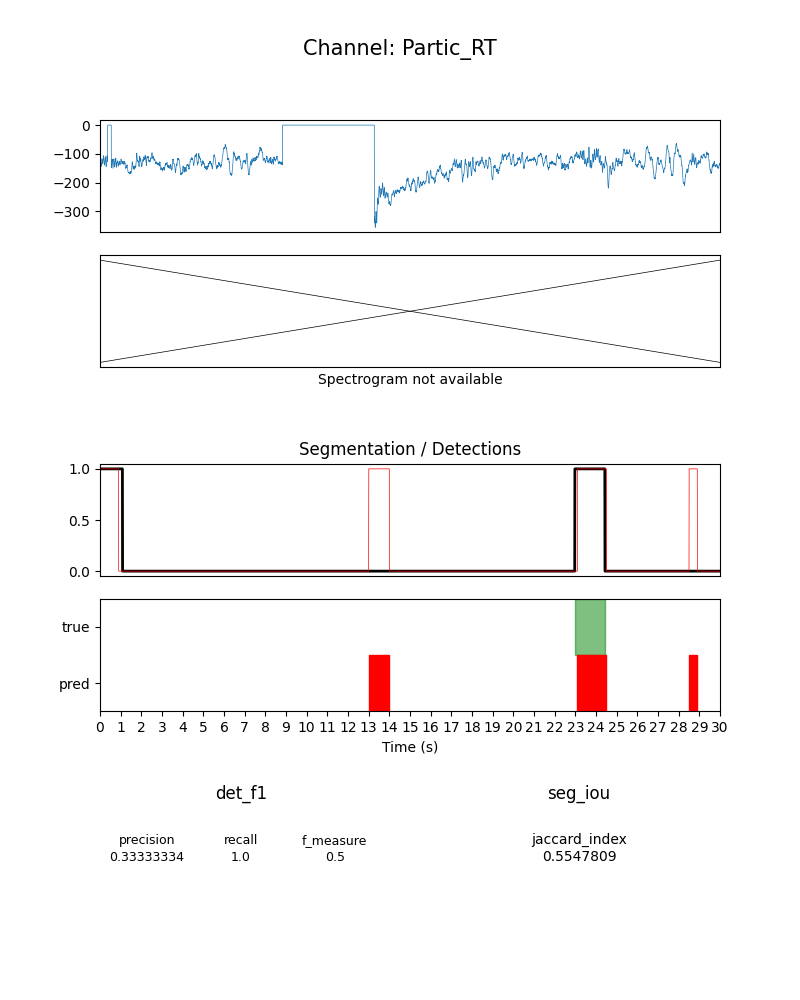 Channel: Partic_RT
0
−100
−200
−300
Spectrogram not available
Segmentation / Detections
1.0
0.5
0.0
true
pred
0 1 2 3 4 5 6 7 8 9 10 11 12 13 14 15 16 17 18 19 20 21 22 23 24 25 26 27 28 29 30
Time (s)
det_f1 seg_iou
precision recall f_measure jaccard_index
0.33333334 1.0 0.5 0.5547809